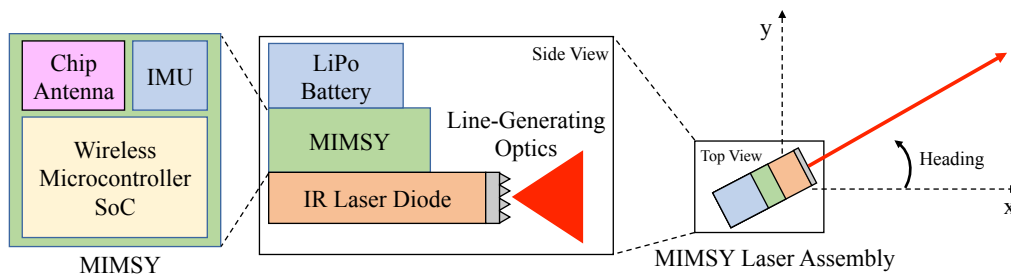 Chip
Antenna
IMU
Wireless
Microcontroller
SoC
MIMSY
Side View
LiPo
Battery
MIMSY
IR Laser Diode
Line-Generating
Optics
y
Top View
Heading
x
MIMSY Laser Assembly